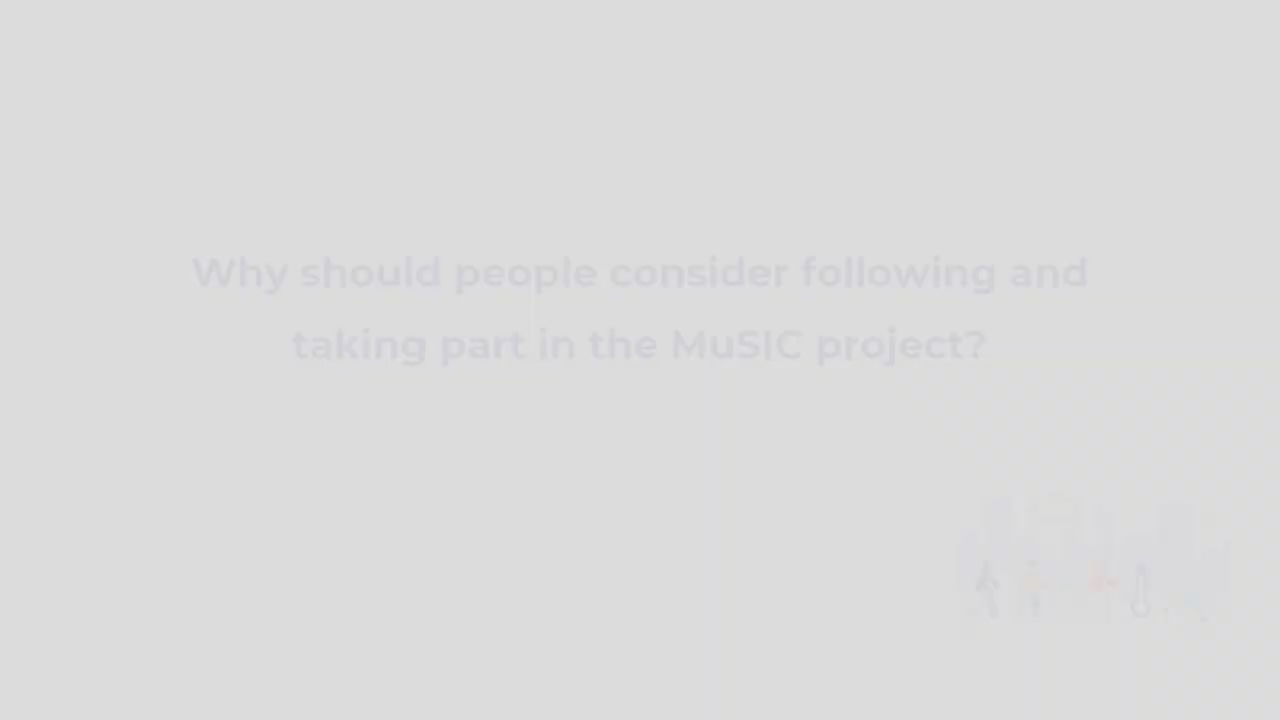 Why should people consider following and
taking part in the MuSIC project?